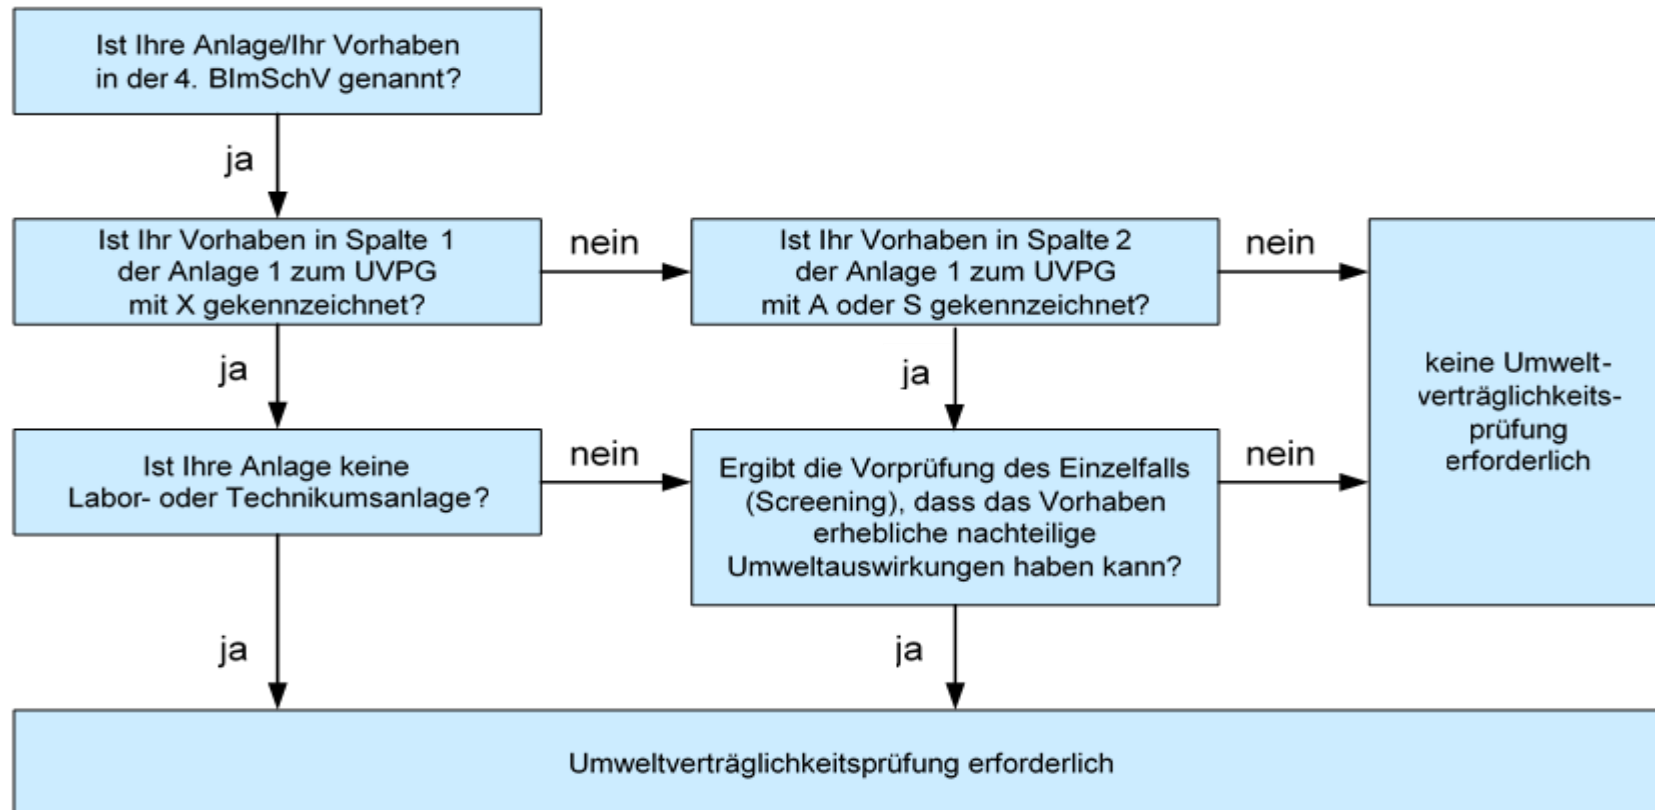 Ist Ihre Anlage/Ihr Vorhaben
in der 4. BImSchV genannt?
ja
Ist Ihr Vorhaben in Spalte 1
der Anlage 1 zum UVPG
mit X gekennzeichnet?
nein
Ist Ihr Vorhaben in Spalte 2
der Anlage 1 zum UVPG
mit A oder S gekennzeichnet?
nein
keine Umwelt-
verträglichkeits-
prüfung
erforderlich
ja
ja
Ist Ihre Anlage keine
Labor- oder Technikumsanlage?
nein
Ergibt die Vorprüfung des Einzelfalls
(Screening), dass das Vorhaben
erhebliche nachteilige
Umweltauswirkungen haben kann?
nein
ja
ja
Umweltverträglichkeitsprüfung erforderlich